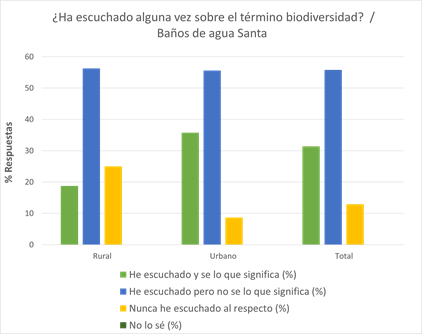 ¿Ha escuchado alguna vez sobre el término biodiversidad? /
Baños de agua Santa
% Respuestas
60
50
40
30
20
10
0
Rural
Urbano
Total
He escuchado y se lo que significa (%)
He escuchado pero no se lo que significa (%)
Nunca he escuchado al respecto (%)
No lo sé (%)